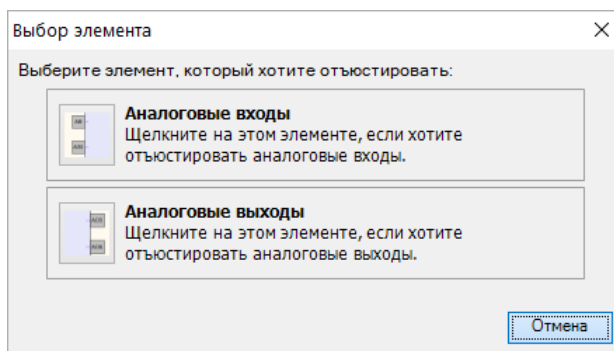 Выбор элемента
Выберите элемент, который хотите отъюстировать:
Аналоговые входы
Щелкните на этом элементе, если хотите
отъюстировать аналоговые входы.
Аналоговые выходы
Щелкните на этом элементе, если хотите
отъюстировать аналоговые выходы.
Отмена